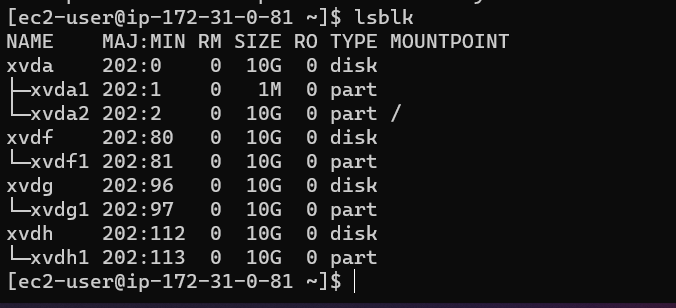 [ec2-user@ip-172-31-0-81 ~]$ lsblk
NAME    MAJ:MIN RM SIZE RO TYPE MOUNTPOINT
xvda    202:0    0  10G  0 disk
├─xvda1 202:1    0   1M  0 part
└─xvda2 202:2    0  10G  0 part /
xvdf    202:80   0  10G  0 disk
└─xvdf1 202:81   0  10G  0 part
xvdg    202:96   0  10G  0 disk
└─xvdg1 202:97   0  10G  0 part
xvdh    202:112  0  10G  0 disk
└─xvdh1 202:113  0  10G  0 part
[ec2-user@ip-172-31-0-81 ~]$